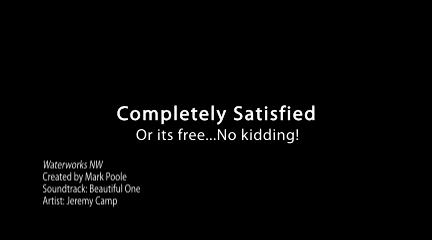 Completely Satisfied
Or its free...No kidding!
Waterworks NW
Created by Mark Poole
Soundtrack: Beautiful One
Artist: Jeremy Camp